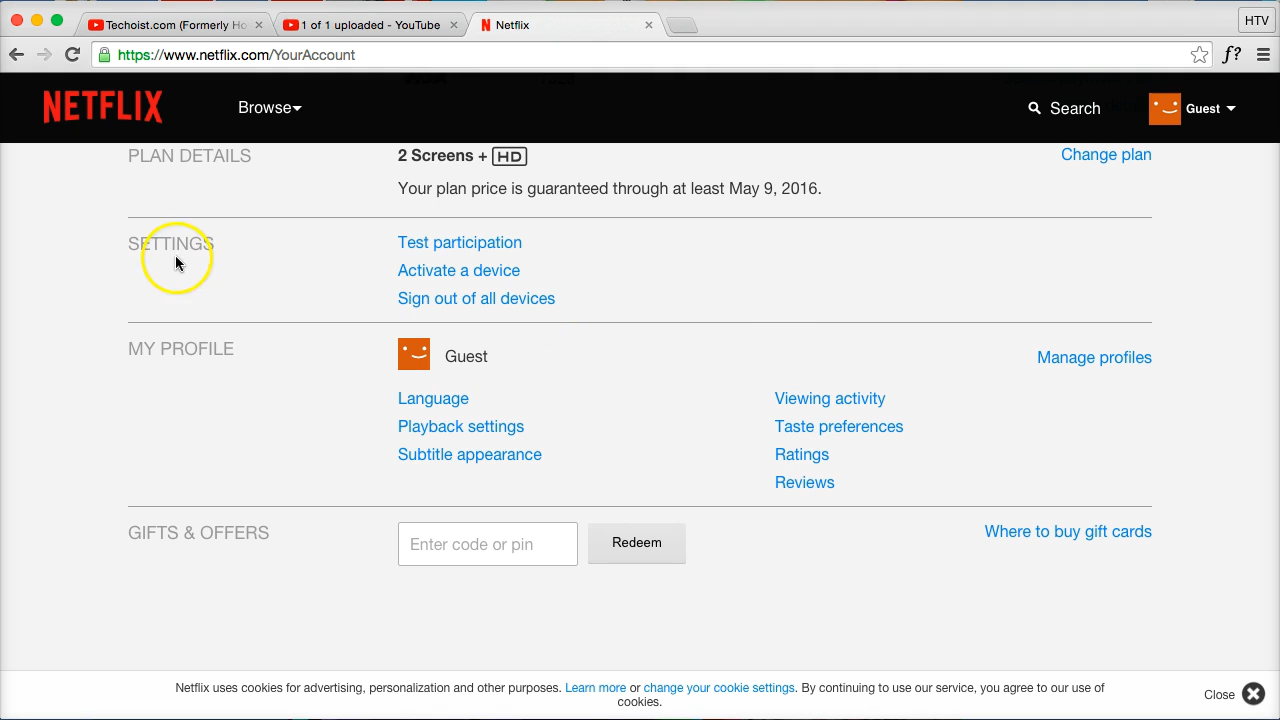 Techoist.com (Formerly Ho
1 of 1 uploaded - YouTube
Netflix
HTV
https://www.netflix.com/YourAccount
f?
NETFLIX
Browse
Search
Guest
PLAN DETAILS
2 Screens + HD
Change plan
Your plan price is guaranteed through at least May 9, 2016.
SETTINGS
Test participation
Activate a device
Sign out of all devices
MY PROFILE
Guest
Manage profiles
Language
Viewing activity
Playback settings
Taste preferences
Subtitle appearance
Ratings
Reviews
GIFTS & OFFERS
Enter code or pin
Redeem
Where to buy gift cards
Netflix uses cookies for advertising, personalization and other purposes. Learn more or change your cookie settings. By continuing to use our service, you agree to our use of
cookies.
Close